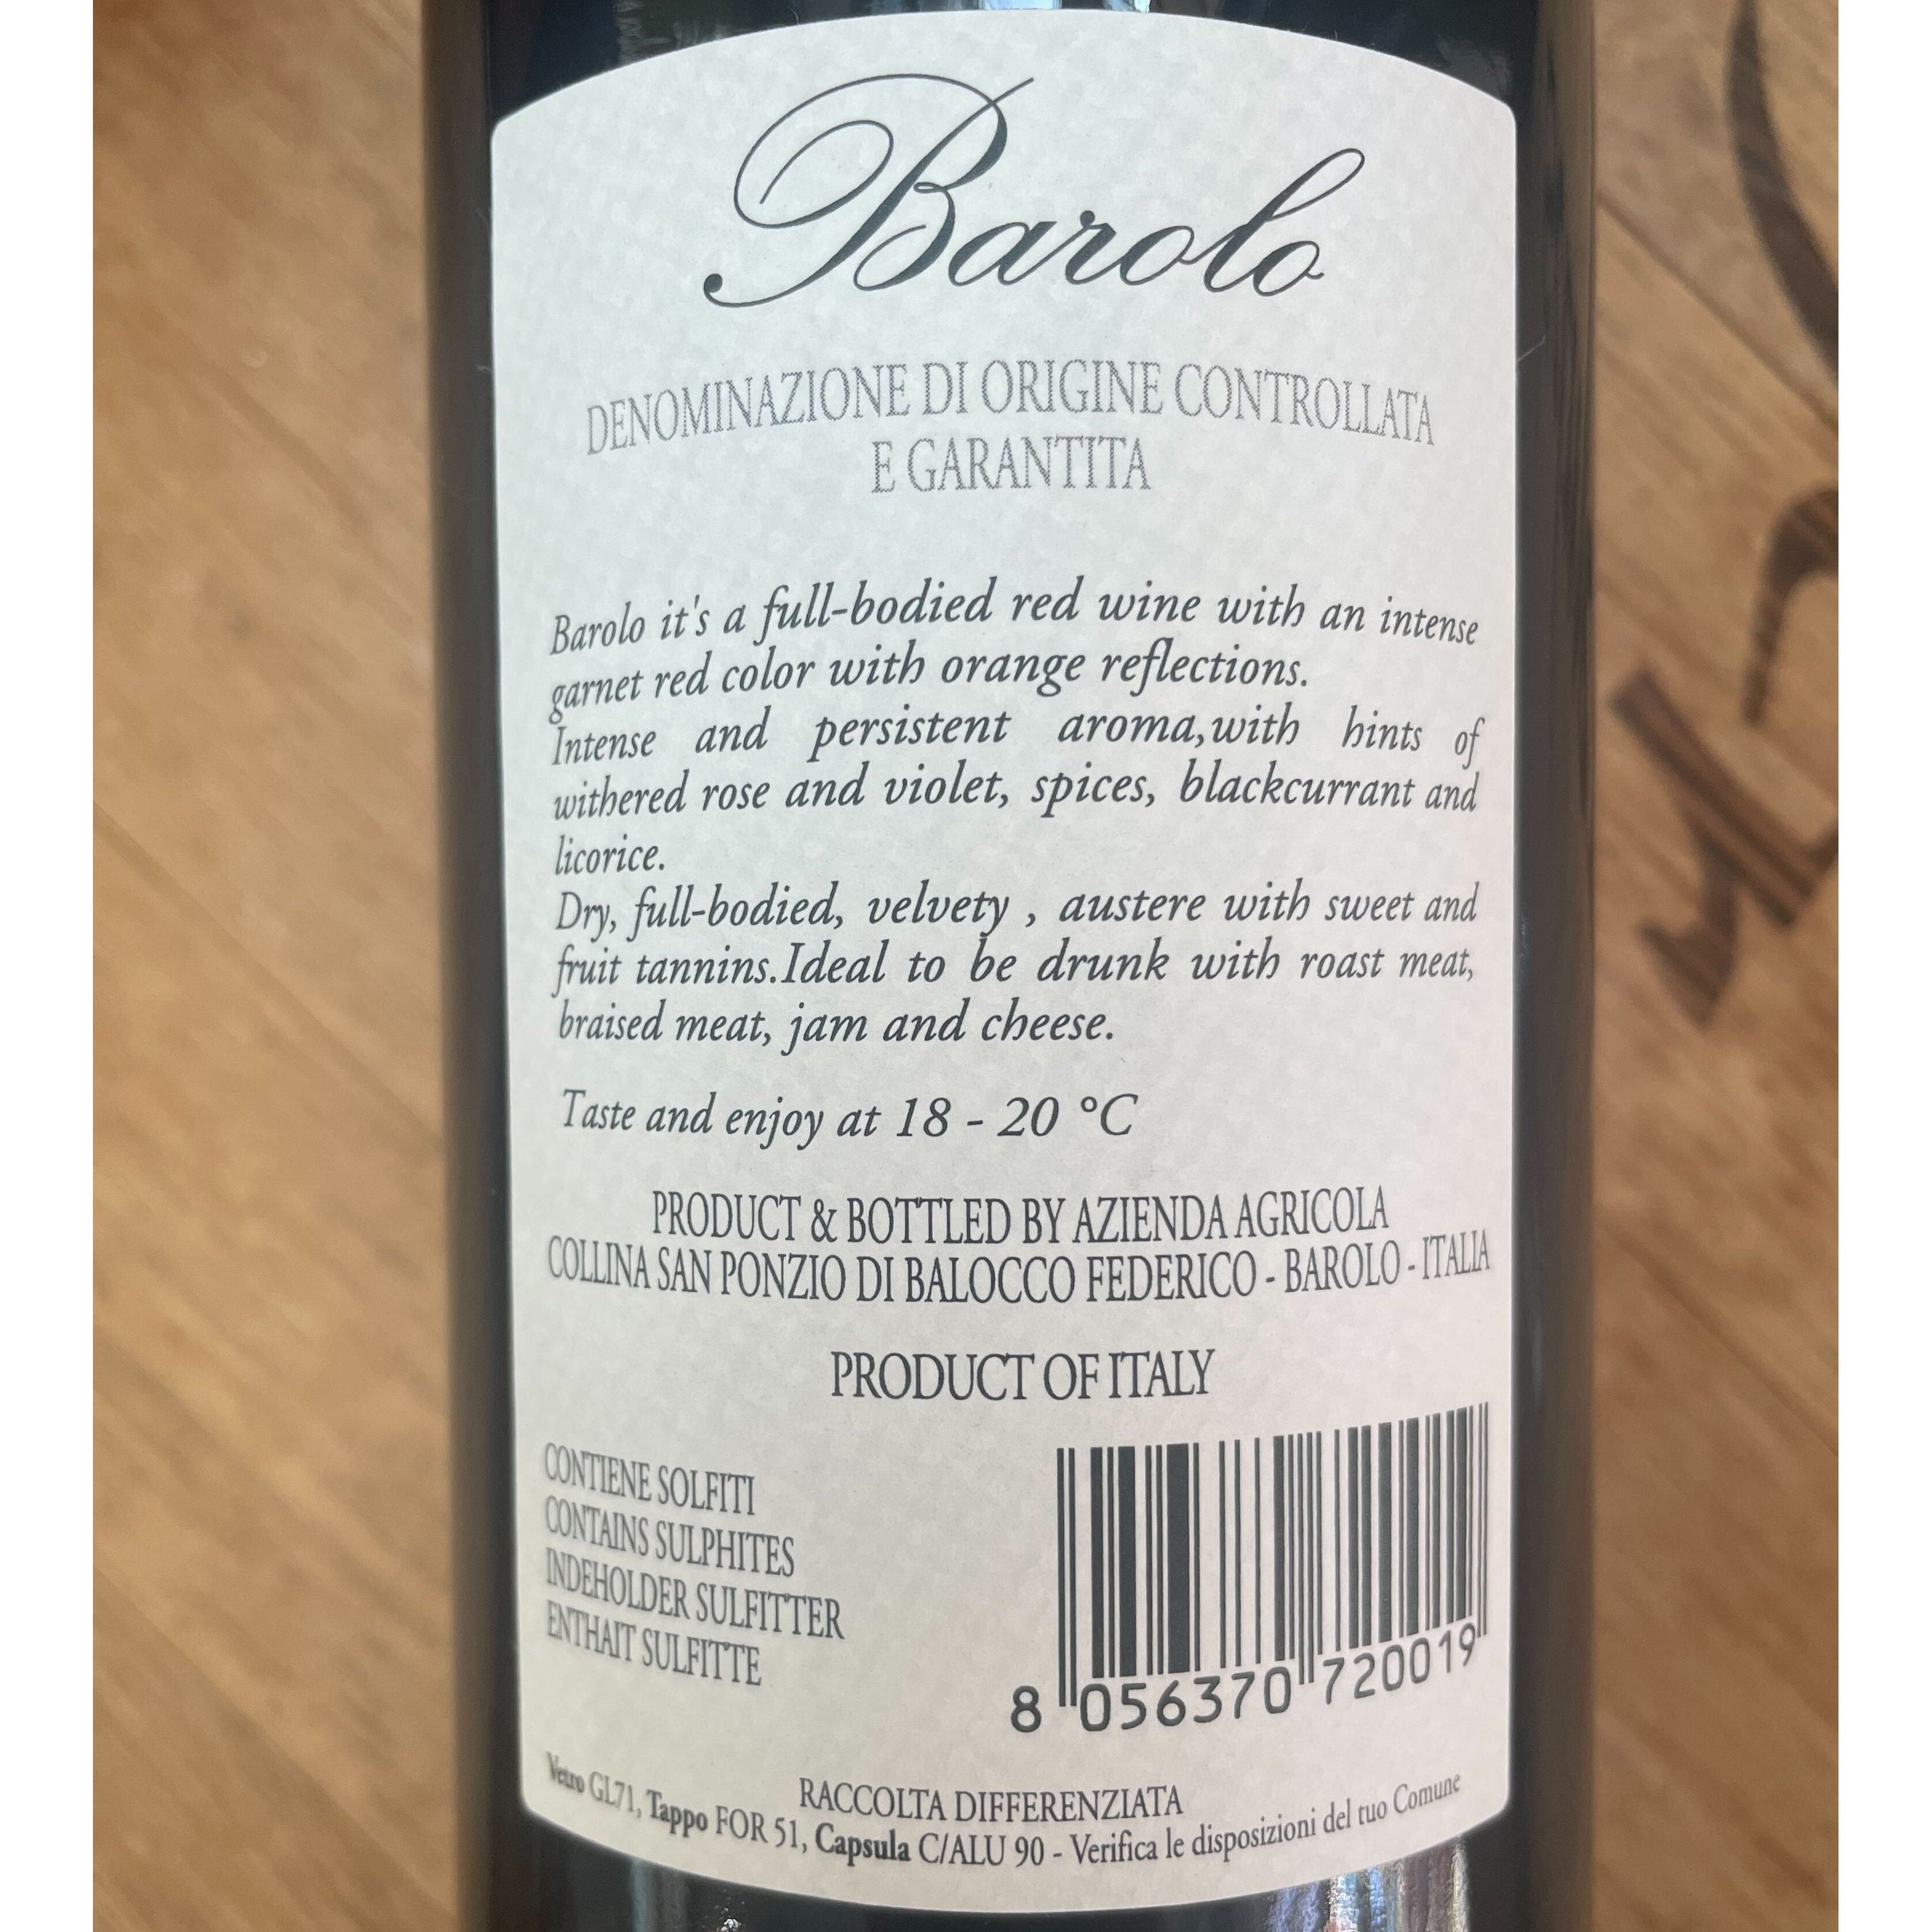 Barolo
DENOMINAZIONE DI ORIGINE CONTROLLATA
E GARANTITA
Barolo it's a full-bodied red wine with an intense
garnet red color with orange reflections.
Intense and persistent aroma,with hints of
withered rose and violet, spices, blackcurrant and
licorice.
Dry, full-bodied, velvety , austere with sweet and
fruit tannins.Ideal to be drunk with roast meat,
braised meat, jam and cheese.
Taste and enjoy at 18 - 20 °C
PRODUCT & BOTTLED BY AZIENDA AGRICOLA
COLLINA SAN PONZIO DI BALOCCO FEDERICO - BAROLO - ITALIA
PRODUCT OF ITALY
CONTIENE SOLFITI
CONTAINS SULPHITES
INDEHOLDER SULFITTER
ENTHAIT SULFITTE
8 056370 720019
RACCOLTA DIFFERENZIATA
Vetro GL71, Tappo FOR 51, Capsula C/ALU 90 - Verifica le disposizioni del tuo Comune